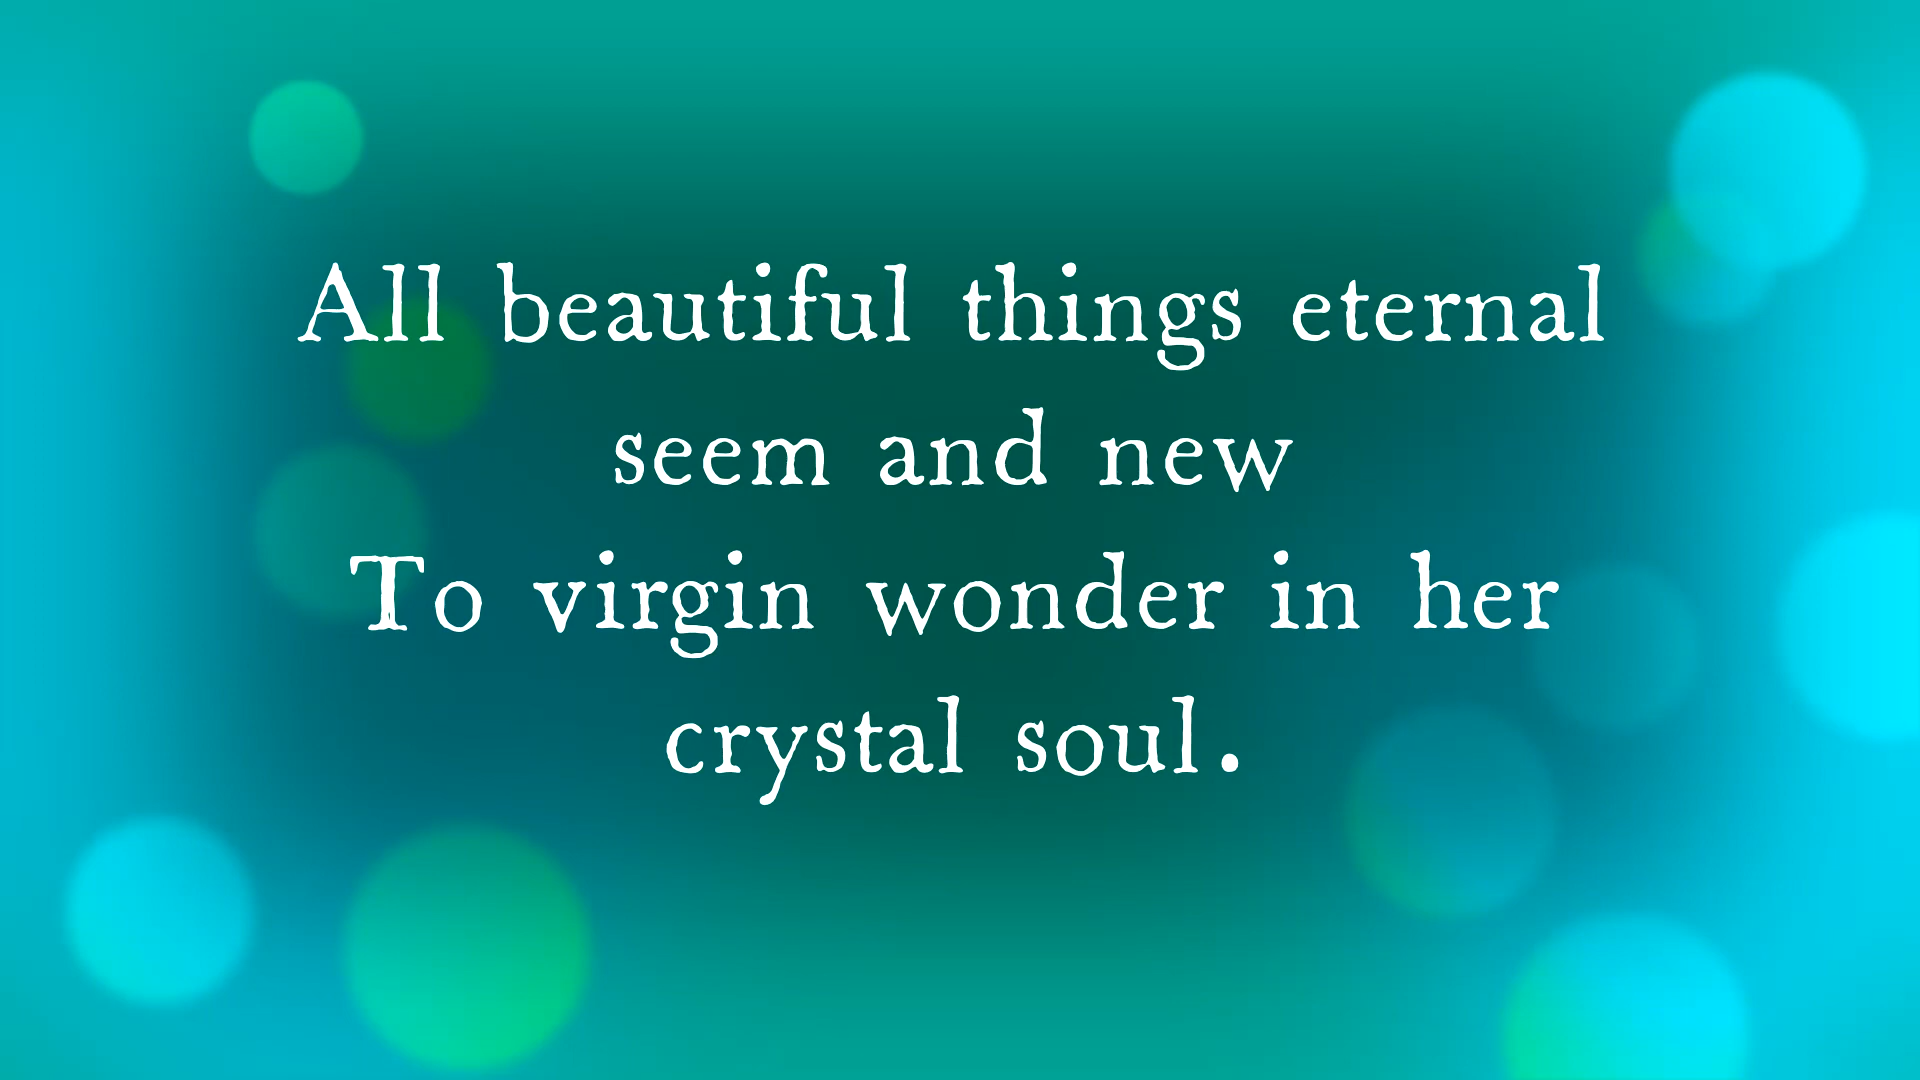 All beautiful things eternal
seem and new
To virgin wonder in her
crystal soul.